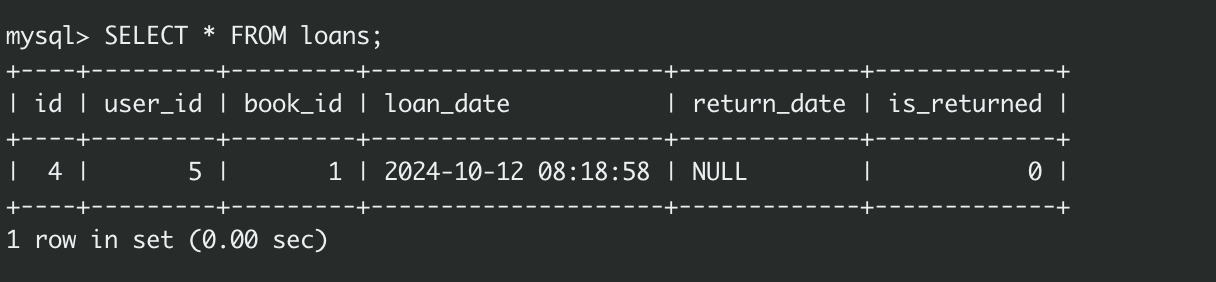 mysql> SELECT * FROM loans;
+----+---------+---------+---------------------+-------------+-------------+
| id | user_id | book_id | loan_date           | return_date | is_returned |
+----+---------+---------+---------------------+-------------+-------------+
|  4 |       5 |       1 | 2024-10-12 08:18:58 | NULL        |           0 |
+----+---------+---------+---------------------+-------------+-------------+
1 row in set (0.00 sec)